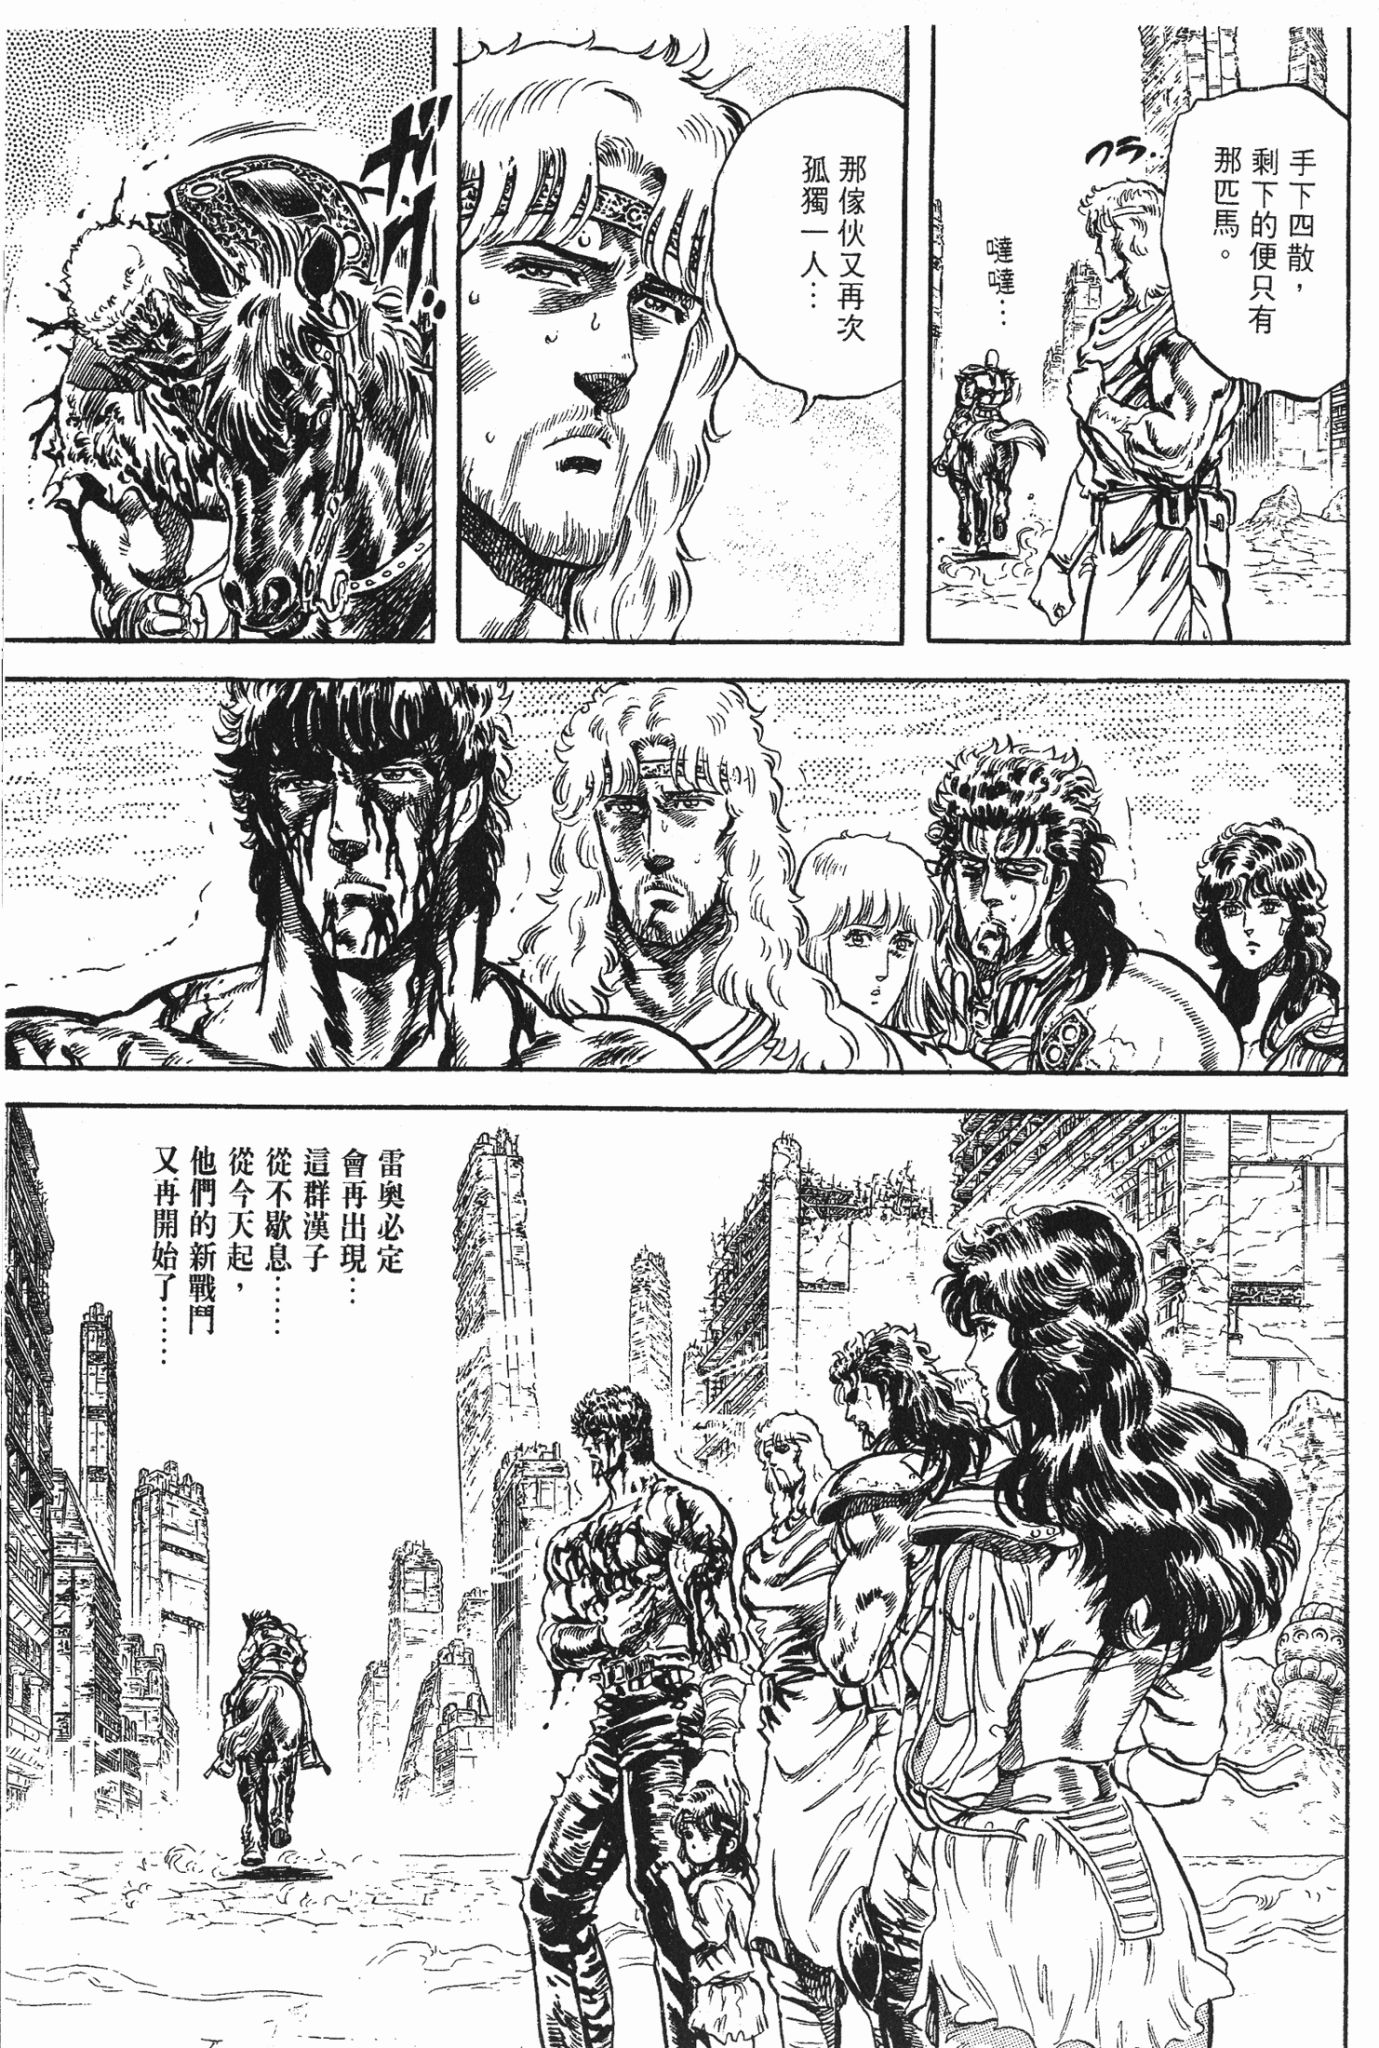 手下四散，
剩下的便只有
那匹馬。
フラ‥
噠噠…
那傢伙又再次
孤獨一人…
ガガ‥
雷奧必定
會再出現…
這群漢子
從不歇息……
從今天起，
他們的新戰鬥
又再開始了……